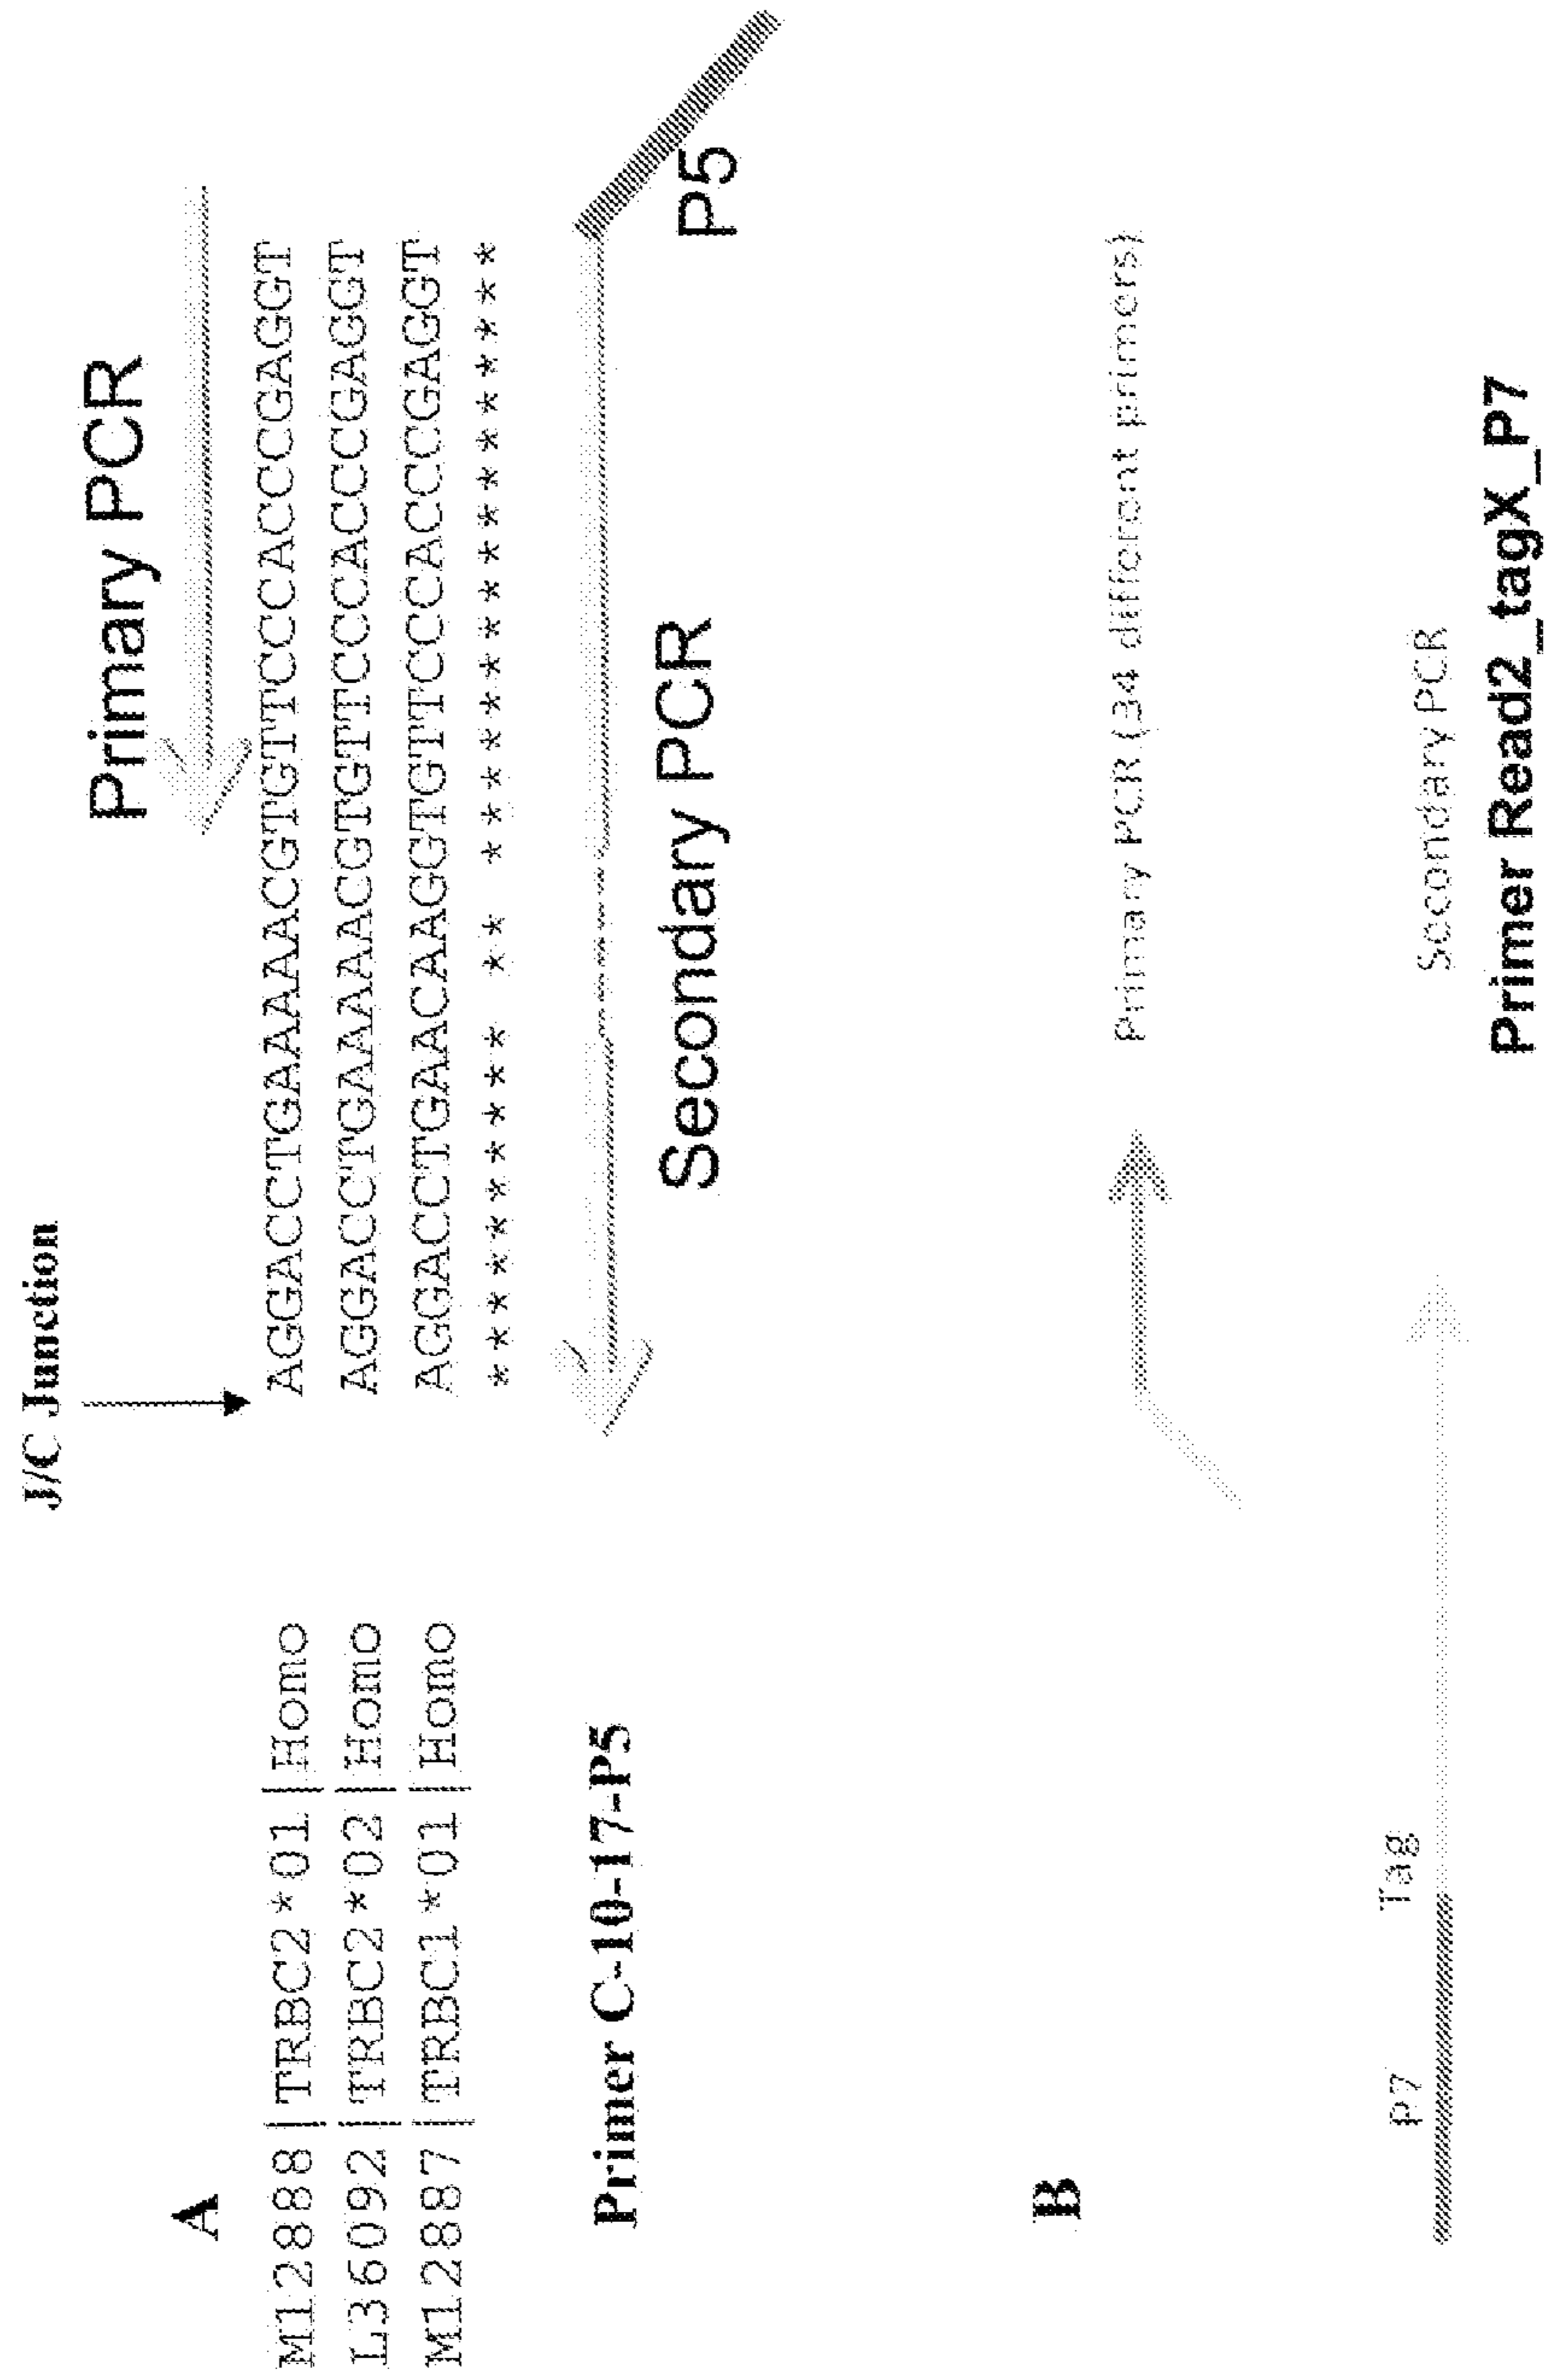 J/C Junction
Primary PCR
A
M12888|TRBC2*01|Homo AGGACCTGAAAAACGTGTTCCCACCCGAGGT
L36092|TRBC2*02|Homo AGGACCTGAAAAACGTGTTCCCACCCGAGGT
M12887|TRBC1*01|Homo AGGACCTGAACAAGGTGTTCCCACCCGAGGT
********** ** *****************
Primer C-10-17-P5
Secondary PCR
P5
B
Primary PCR (34 different primers)
P7 Tag
Secondary PCR
Primer Read2_tagX_P7